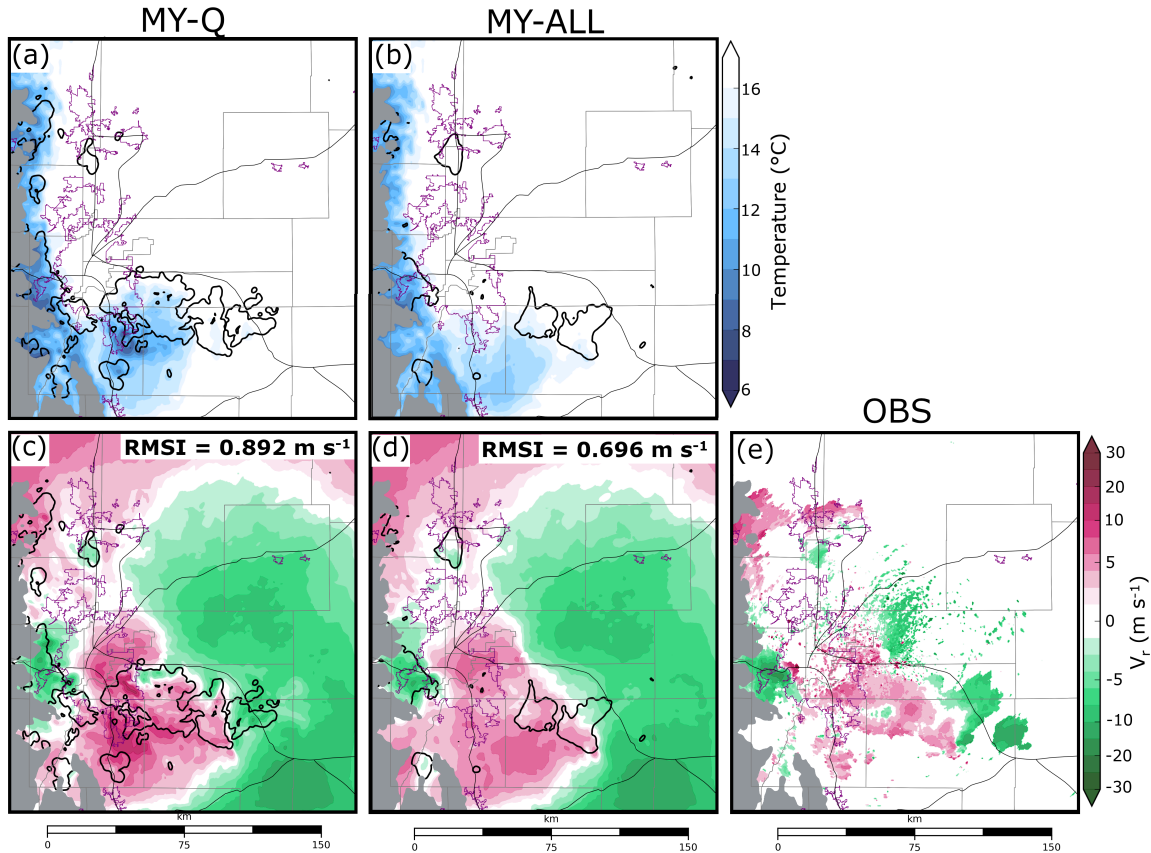 MY-Q
MY-ALL
(a)
(b)
16
14
12
10
8
6
Temperature (°C)
OBS
(c)
RMSI = 0.892 m s⁻¹
(d)
RMSI = 0.696 m s⁻¹
(e)
30
20
10
5
0
-5
-10
-20
-30
Vᵣ (m s⁻¹)
km
0
75
150
km
0
75
150
km
0
75
150